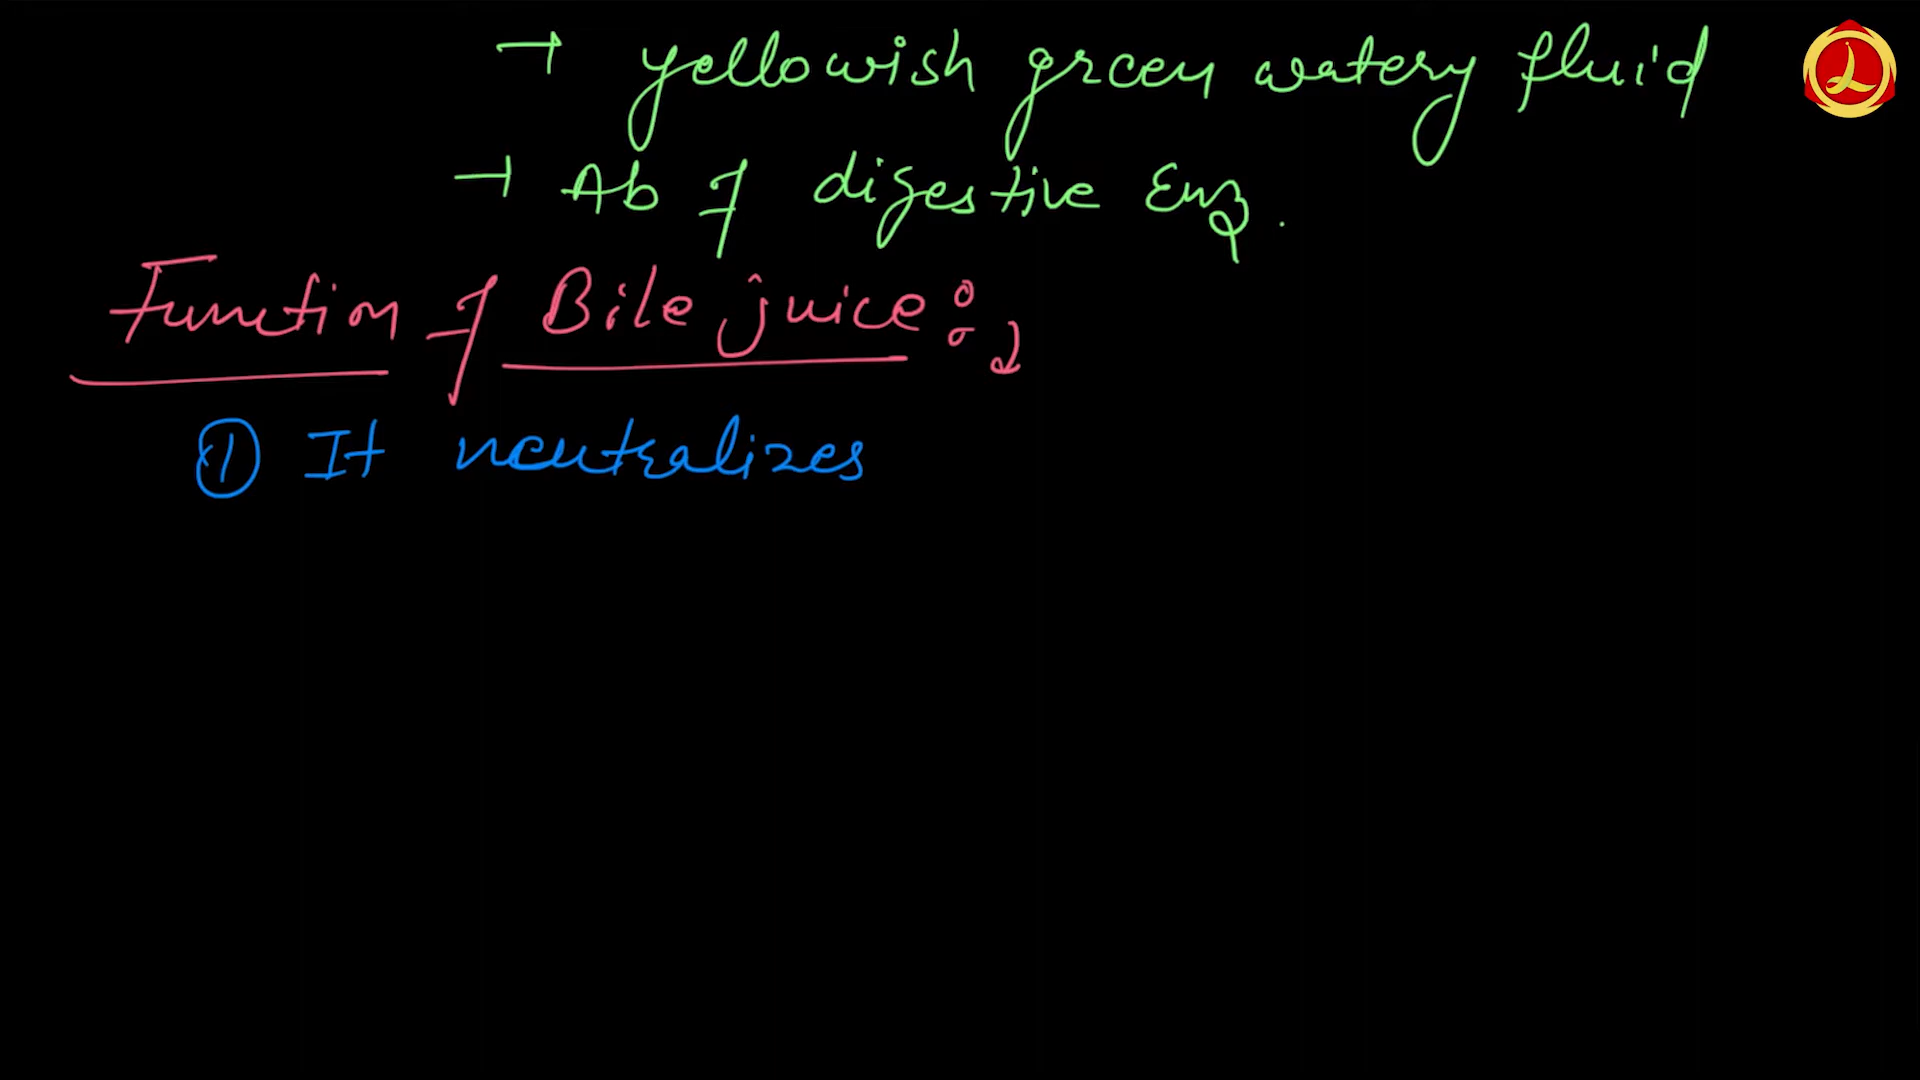 → yellowish green watery fluid
→ Ab of digestive Enz.
Function of Bile juice:
① It neutralizes